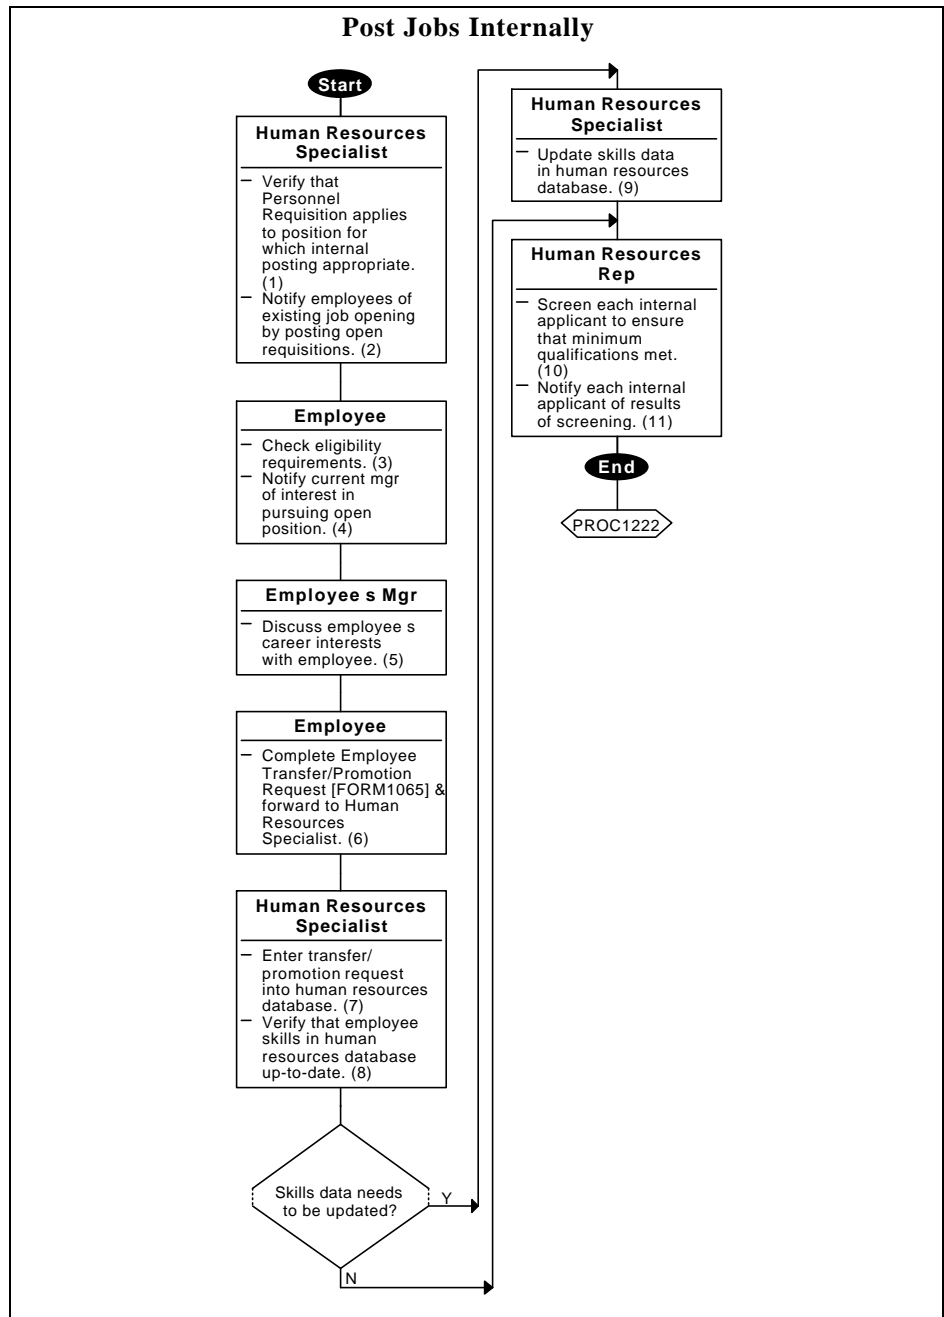 Post Jobs Internally
Start
Human Resources
Specialist
– Verify that
Personnel
Requisition applies
to position for
which internal
posting appropriate.
(1)
– Notify employees of
existing job opening
by posting open
requisitions. (2)
Employee
– Check eligibility
requirements. (3)
– Notify current mgr
of interest in
pursuing open
position. (4)
Employee s Mgr
– Discuss employee s
career interests
with employee. (5)
Employee
– Complete Employee
Transfer/Promotion
Request [FORM1065] &
forward to Human
Resources
Specialist. (6)
Human Resources
Specialist
– Enter transfer/
promotion request
into human resources
database. (7)
– Verify that employee
skills in human
resources database
up-to-date. (8)
Skills data needs
to be updated?
Y
N
Human Resources
Specialist
– Update skills data
in human resources
database. (9)
Human Resources
Rep
– Screen each internal
applicant to ensure
that minimum
qualifications met.
(10)
– Notify each internal
applicant of results
of screening. (11)
End
PROC1222